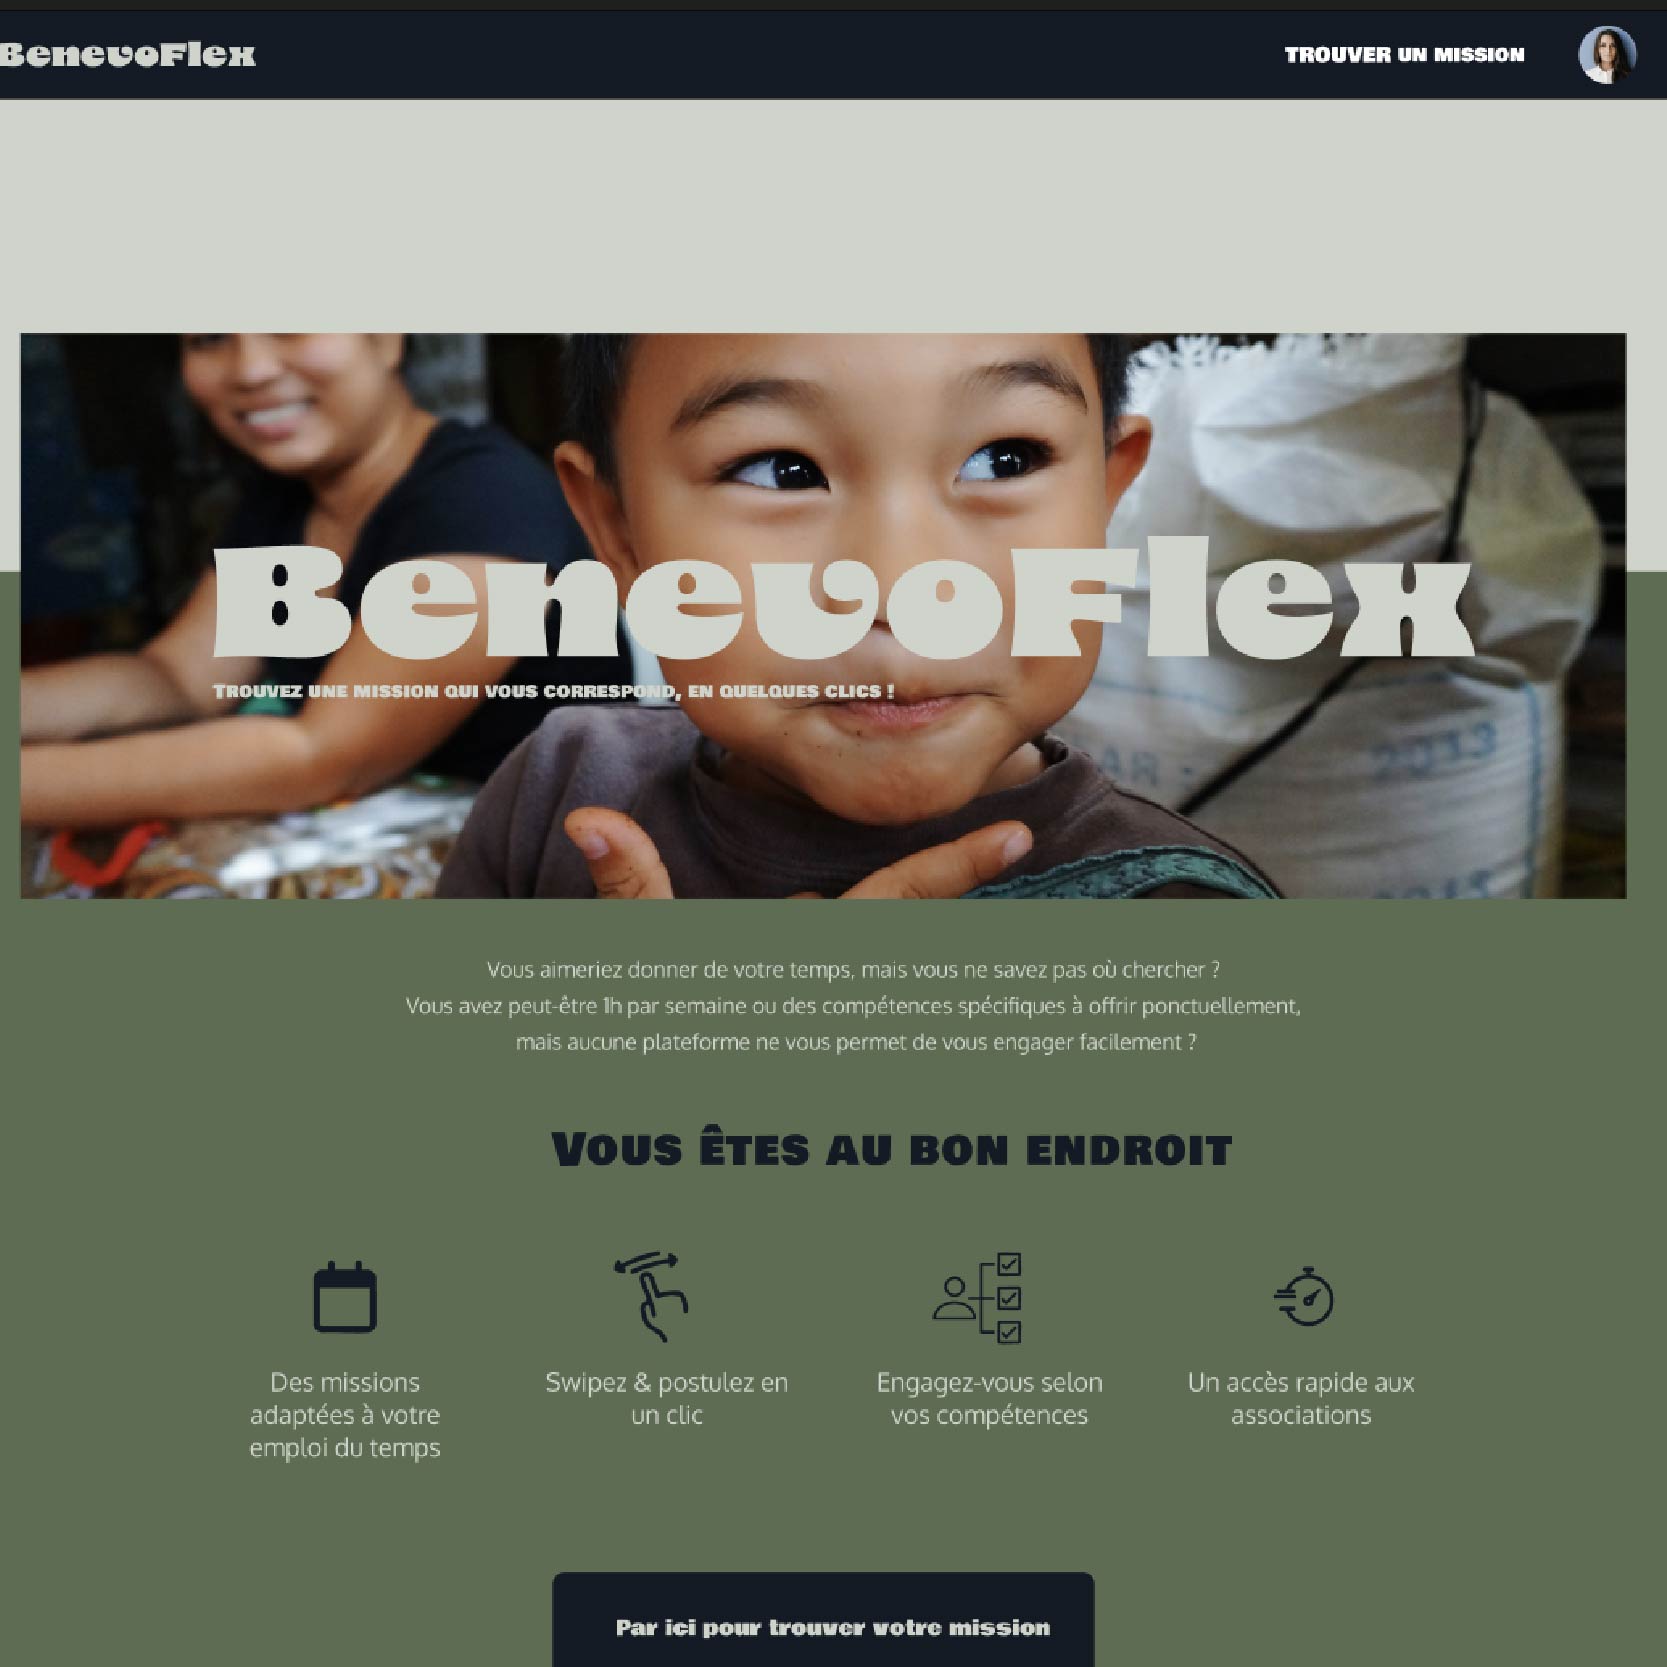 BenevoFlex
TROUVER UN MISSION
BenevoFlex
TROUVEZ UNE MISSION QUI VOUS CORRESPOND, EN QUELQUES CLICS !
AR -
2013
2013
Vous aimeriez donner de votre temps, mais vous ne savez pas où chercher ?
Vous avez peut-être 1h par semaine ou des compétences spécifiques à offrir ponctuellement,
mais aucune plateforme ne vous permet de vous engager facilement ?
VOUS ÊTES AU BON ENDROIT
Des missions
adaptées à votre
emploi du temps
Swipez & postulez en
un clic
Engagez-vous selon
vos compétences
Un accès rapide aux
associations
Par ici pour trouver votre mission